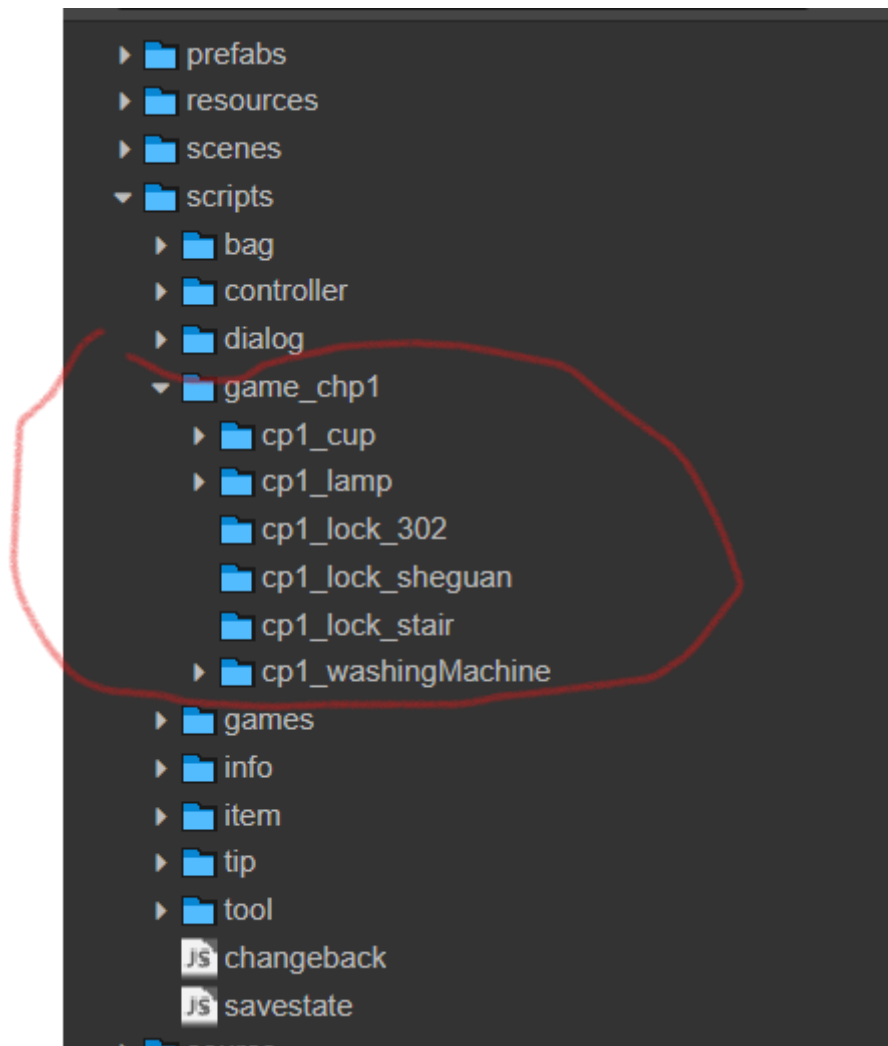 prefabs
resources
scenes
scripts
bag
controller
dialog
game_chp1
cp1_cup
cp1_lamp
cp1_lock_302
cp1_lock_sheguan
cp1_lock_stair
cp1_washingMachine
games
info
item
tip
tool
JS changeback
JS savestate